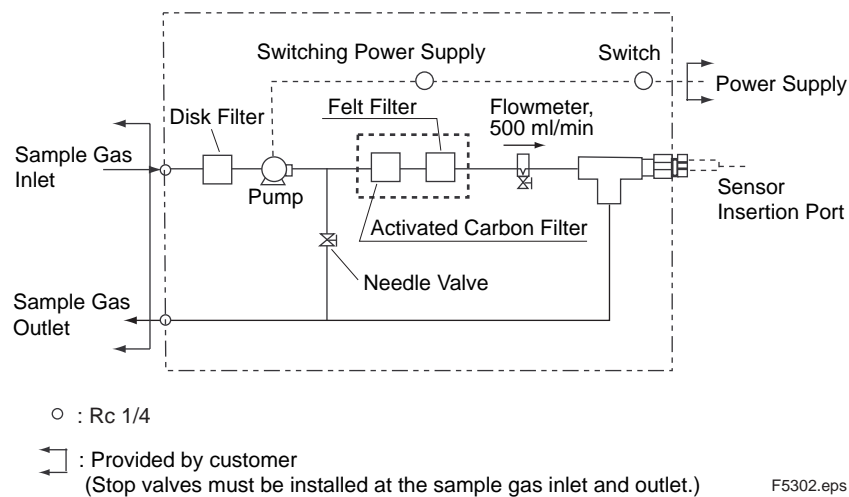 Switching Power Supply
Switch
Power Supply
Disk Filter
Felt Filter
Flowmeter,
500 ml/min
Sample Gas
Inlet
Pump
Sensor
Insertion Port
Activated Carbon Filter
Needle Valve
Sample Gas
Outlet
: Rc 1/4
: Provided by customer
(Stop valves must be installed at the sample gas inlet and outlet.)
F5302.eps